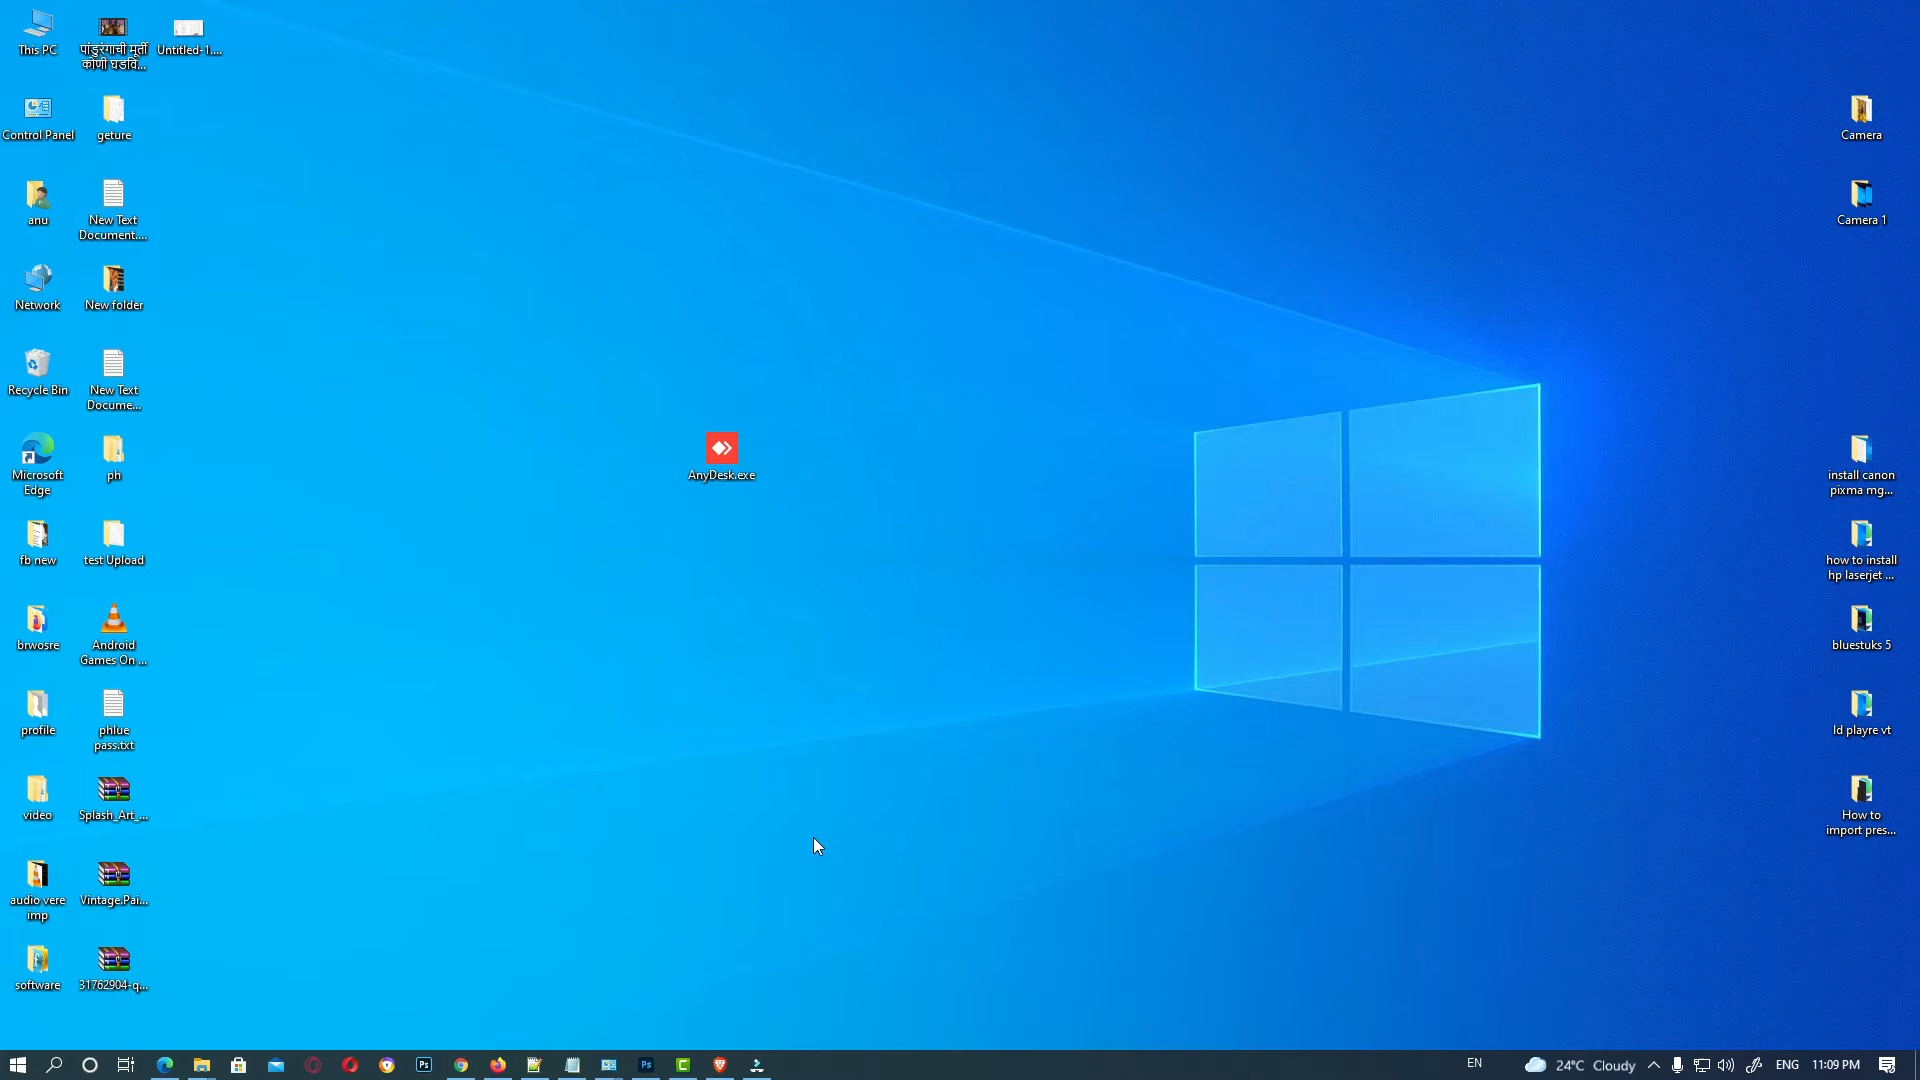 This PC
पांडुरंगाची मूर्ती
कोणी घडवि...
Untitled-1....
Control Panel
geture
Camera
anu
New Text
Document....
Camera 1
Network
New folder
Recycle Bin
New Text
Docume...
Microsoft
Edge
ph
AnyDesk.exe
install canon
pixma mg...
fb new
test Upload
how to install
hp laserjet ...
brwosre
Android
Games On ...
bluestuks 5
profile
phlue
pass.txt
ld playre vt
video
Splash_Art_...
How to
import pres...
audio vere
imp
Vintage.Pai...
software
31762904-q...
Ps
Ps
EN
24°C Cloudy
ENG
11:09 PM